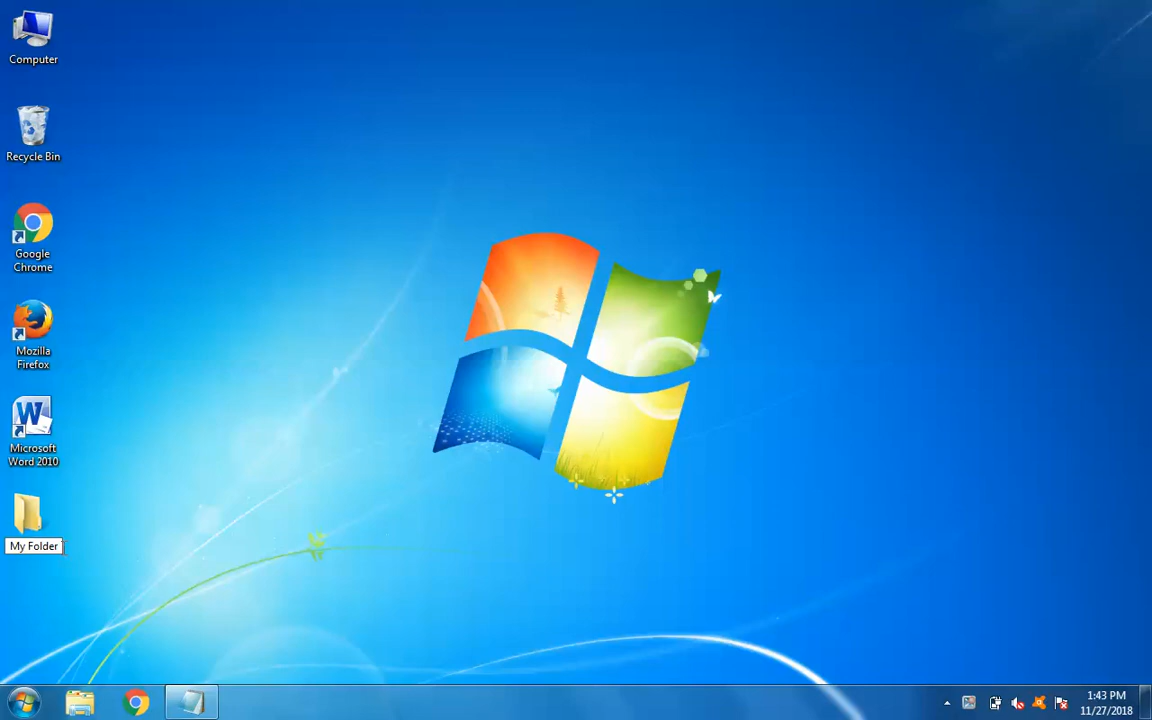 Computer
Recycle Bin
Google
Chrome
Mozilla
Firefox
Microsoft
Word 2010
My Folder
1:43 PM
11/27/2018